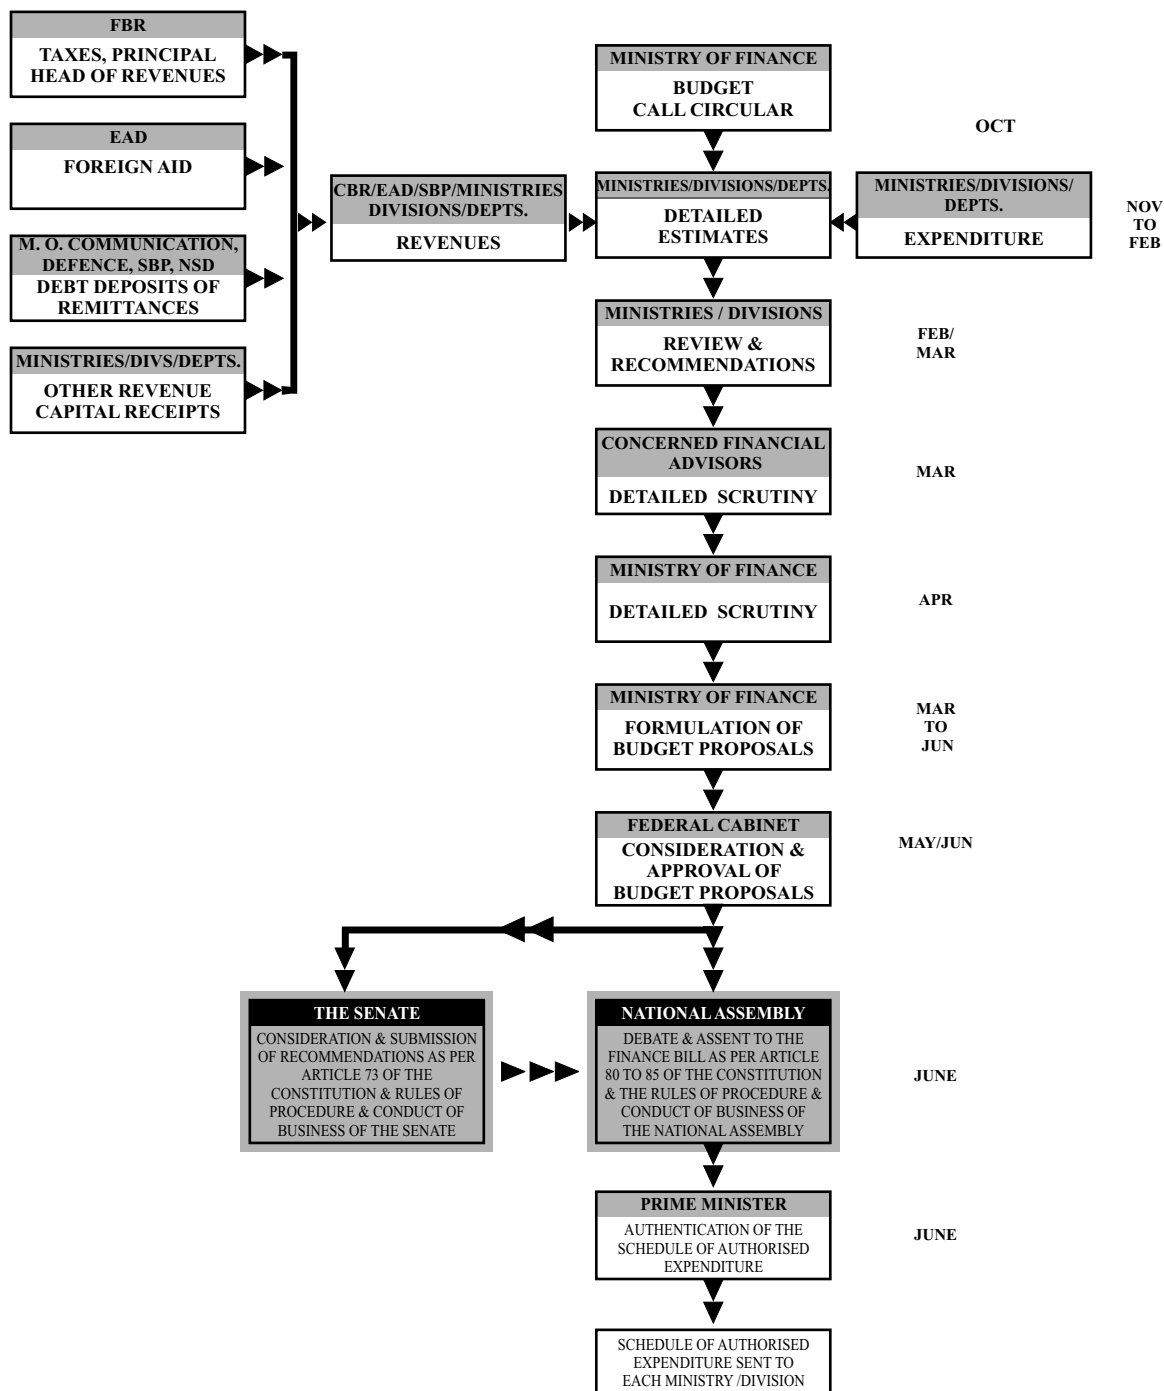 FBR
TAXES, PRINCIPAL
HEAD OF REVENUES
EAD
FOREIGN AID
M. O. COMMUNICATION,
DEFENCE, SBP, NSD
DEBT DEPOSITS OF
REMITTANCES
MINISTRIES/DIVS/DEPTS.
OTHER REVENUE
CAPITAL RECEIPTS
CBR/EAD/SBP/MINISTRIES
DIVISIONS/DEPTS.
REVENUES
MINISTRY OF FINANCE
BUDGET
CALL CIRCULAR
OCT
MINISTRIES/DIVISIONS/DEPTS.
DETAILED
ESTIMATES
MINISTRIES/DIVISIONS/
DEPTS.
EXPENDITURE
NOV
TO
FEB
MINISTRIES / DIVISIONS
REVIEW &
RECOMMENDATIONS
FEB/
MAR
CONCERNED FINANCIAL
ADVISORS
DETAILED SCRUTINY
MAR
MINISTRY OF FINANCE
DETAILED SCRUTINY
APR
MINISTRY OF FINANCE
FORMULATION OF
BUDGET PROPOSALS
MAR
TO
JUN
FEDERAL CABINET
CONSIDERATION &
APPROVAL OF
BUDGET PROPOSALS
MAY/JUN
THE SENATE
CONSIDERATION & SUBMISSION
OF RECOMMENDATIONS AS PER
ARTICLE 73 OF THE
CONSTITUTION & RULES OF
PROCEDURE & CONDUCT OF
BUSINESS OF THE SENATE
NATIONAL ASSEMBLY
DEBATE & ASSENT TO THE
FINANCE BILL AS PER ARTICLE
80 TO 85 OF THE CONSTITUTION
& THE RULES OF PROCEDURE &
CONDUCT OF BUSINESS OF
THE NATIONAL ASSEMBLY
JUNE
PRIME MINISTER
AUTHENTICATION OF THE
SCHEDULE OF AUTHORISED
EXPENDITURE
JUNE
SCHEDULE OF AUTHORISED
EXPENDITURE SENT TO
EACH MINISTRY /DIVISION